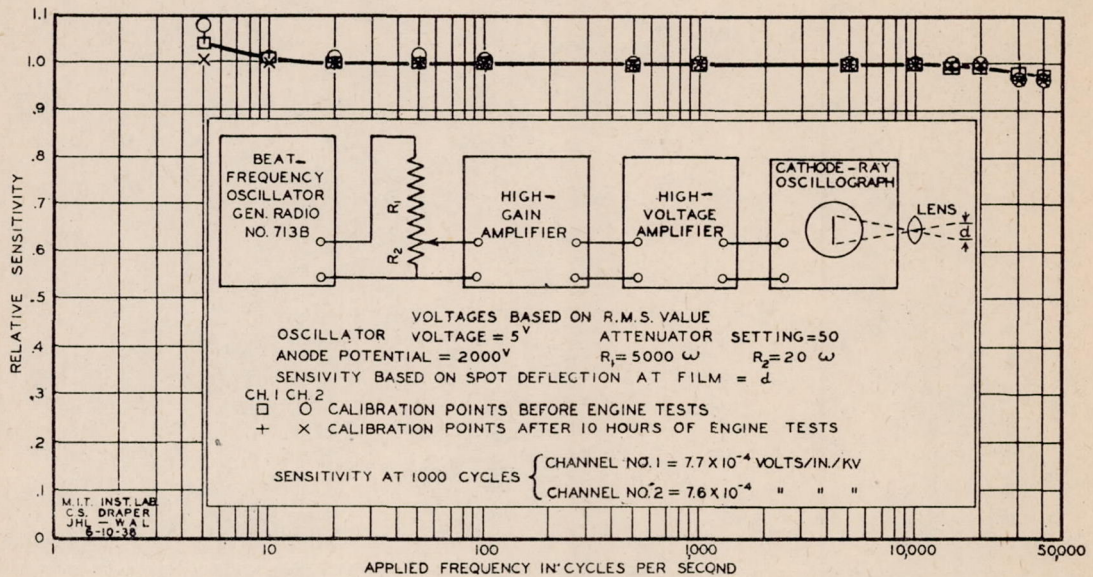 1.1
1.0
.9
.8
.7
.6
.5
.4
.3
.2
.1
0
RELATIVE SENSITIVITY
BEAT-
FREQUENCY
OSCILLATOR
GEN. RADIO
NO. 713B
R₁
R₂
HIGH-
GAIN
AMPLIFIER
HIGH-
VOLTAGE
AMPLIFIER
CATHODE-RAY
OSCILLOGRAPH
LENS
d
VOLTAGES BASED ON R.M.S. VALUE
OSCILLATOR VOLTAGE = 5ⱽ ATTENUATOR SETTING=50
ANODE POTENTIAL = 2000ⱽ R₁=5000 ω R₂=20 ω
SENSIVITY BASED ON SPOT DEFLECTION AT FILM = d
CH.1 CH.2
□ ○ CALIBRATION POINTS BEFORE ENGINE TESTS
+ × CALIBRATION POINTS AFTER 10 HOURS OF ENGINE TESTS
SENSITIVITY AT 1000 CYCLES
CHANNEL NO.1 = 7.7 X 10⁻⁴ VOLTS/IN./KV
CHANNEL NO.2 = 7.6 X 10⁻⁴ " " "
M.I.T. INST. LAB.
C.S. DRAPER
JHL - WAL
6-10-38
1 10 100 1,000 10,000 50,000
APPLIED FREQUENCY IN CYCLES PER SECOND